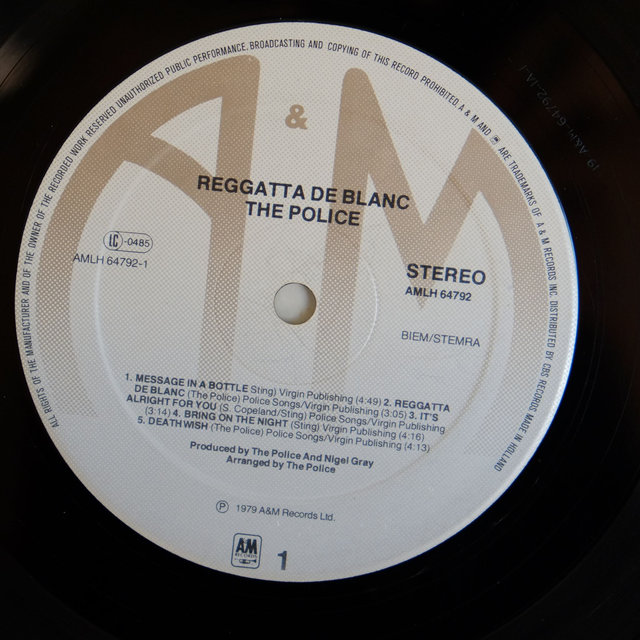 ALL RIGHTS OF THE MANUFACTURER AND OF THE OWNER OF THE RECORDED WORK RESERVED UNAUTHORIZED PUBLIC PERFORMANCE, BROADCASTING AND COPYING OF THIS RECORD PROHIBITED. A & M AND ARE TRADEMARKS OF A & M RECORDS INC. DISTRIBUTED BY CBS RECORDS MADE IN HOLLAND
A & M
REGGATTA DE BLANC
THE POLICE
LC -0485
AMLH 64792-1
STEREO
AMLH 64792
BIEM/STEMRA
1. MESSAGE IN A BOTTLE Sting) Virgin Publishing (4:49) 2. REGGATTA
DE BLANC (The Police) Police Songs/Virgin Publishing (3:05) 3. IT'S
ALRIGHT FOR YOU (S. Copeland/Sting) Police Songs/Virgin Publishing
(3:14) 4. BRING ON THE NIGHT (Sting) Virgin Publishing (4:16)
5. DEATHWISH (The Police) Police Songs/Virgin Publishing (4:13)
Produced by The Police And Nigel Gray
Arranged by The Police
℗ 1979 A&M Records Ltd.
A&M
RECORDS
1